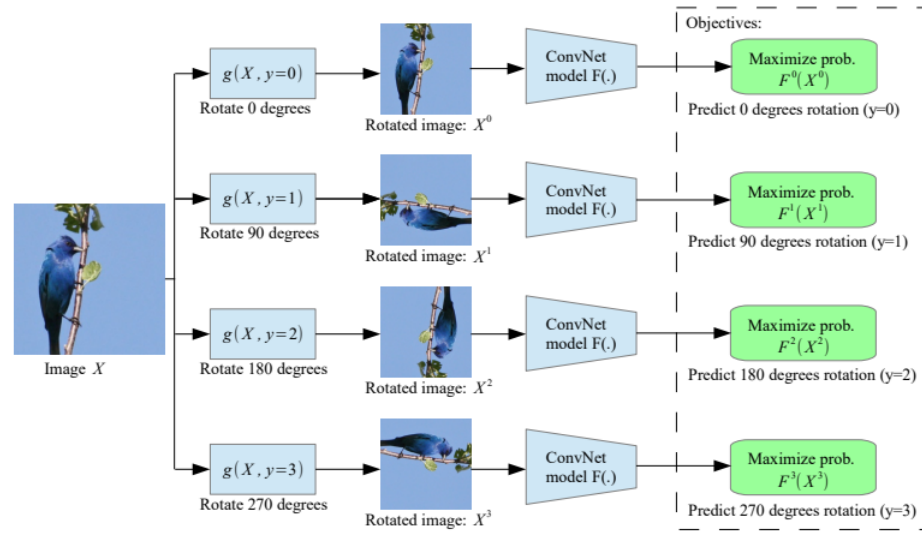 Objectives:
g(X, y=0)
Rotate 0 degrees
Rotated image: X⁰
ConvNet
model F(.)
Maximize prob.
F⁰(X⁰)
Predict 0 degrees rotation (y=0)
g(X, y=1)
Rotate 90 degrees
Rotated image: X¹
ConvNet
model F(.)
Maximize prob.
F¹(X¹)
Predict 90 degrees rotation (y=1)
Image X
g(X, y=2)
Rotate 180 degrees
Rotated image: X²
ConvNet
model F(.)
Maximize prob.
F²(X²)
Predict 180 degrees rotation (y=2)
g(X, y=3)
Rotate 270 degrees
Rotated image: X³
ConvNet
model F(.)
Maximize prob.
F³(X³)
Predict 270 degrees rotation (y=3)